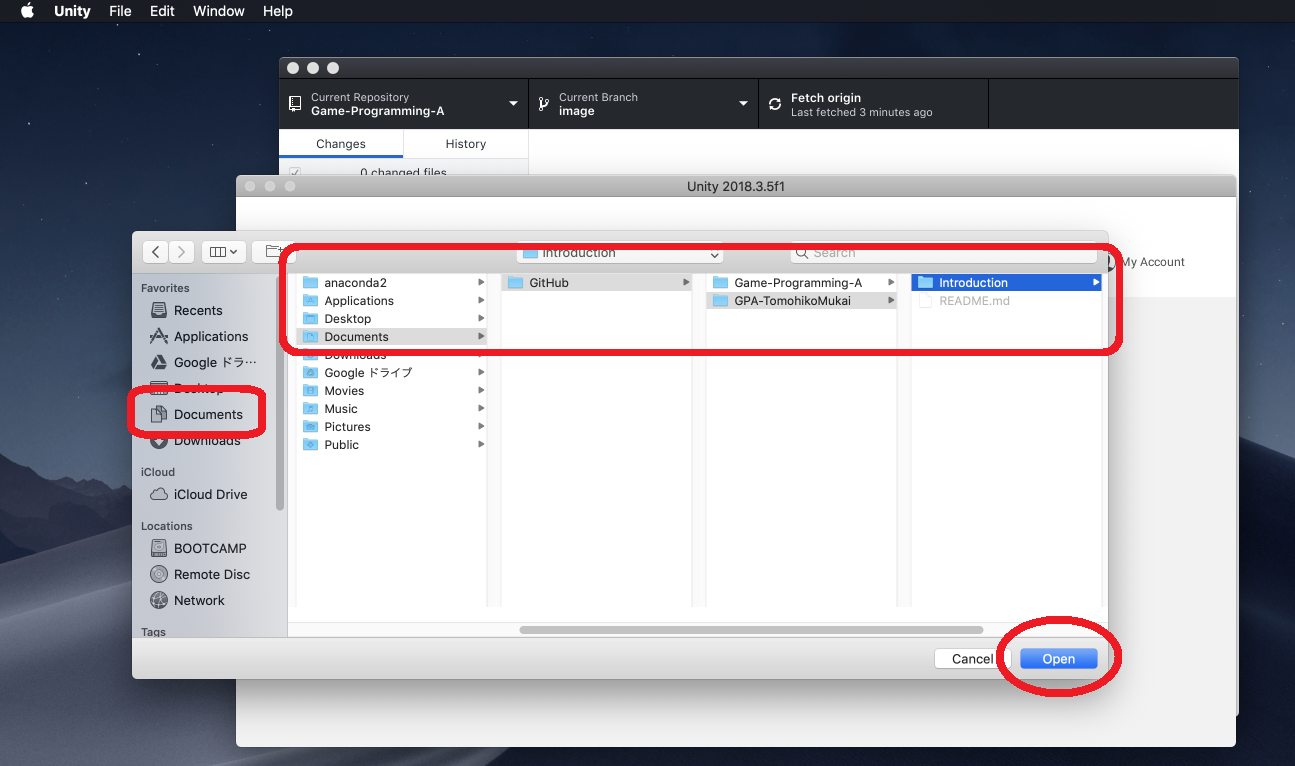 Unity File Edit Window Help
Current Repository
Game-Programming-A
Current Branch
image
Fetch origin
Last fetched 3 minutes ago
Changes History
0 changed files
Unity 2018.3.5f1
My Account
Introduction
Search
Favorites
Recents
Applications
Google ドラ…
Desktop
Documents
Downloads
iCloud
iCloud Drive
Locations
BOOTCAMP
Remote Disc
Network
Tags
anaconda2
Applications
Desktop
Documents
Downloads
Google ドライブ
Movies
Music
Pictures
Public
GitHub
Game-Programming-A
GPA-TomohikoMukai
Introduction
README.md
Cancel Open